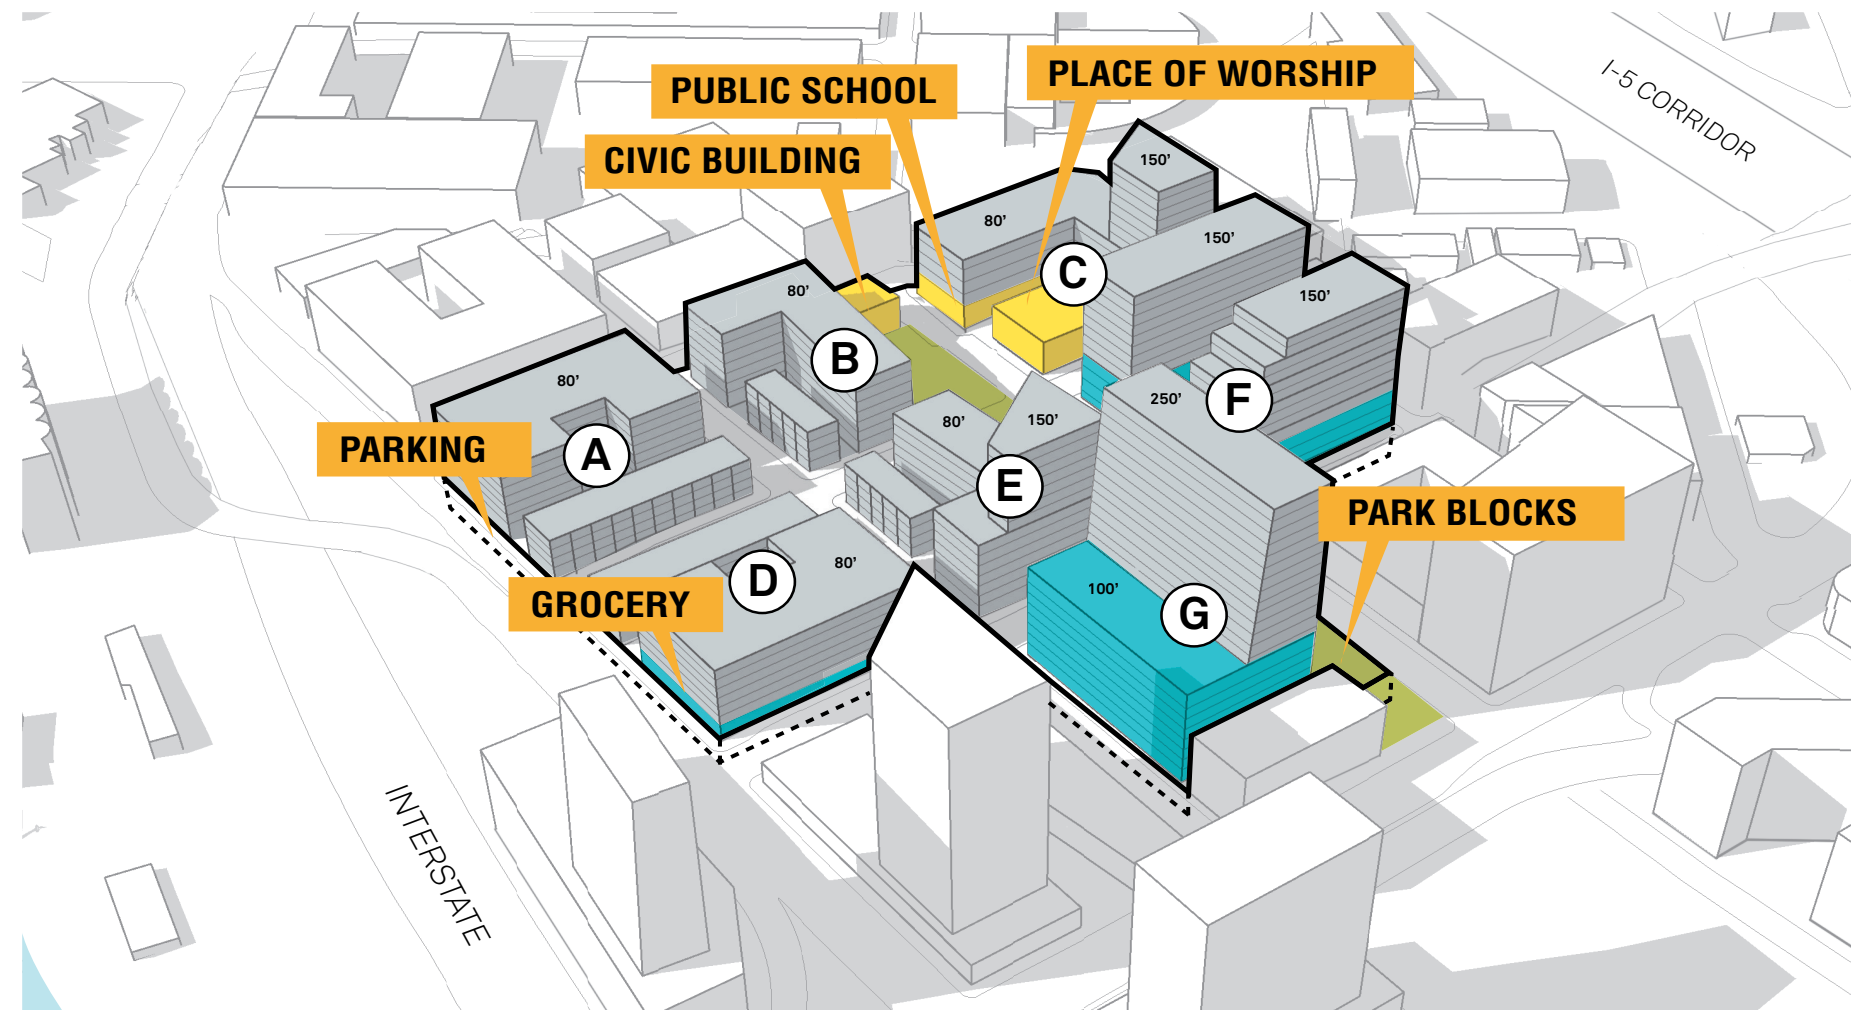 PLACE OF WORSHIP
PUBLIC SCHOOL
CIVIC BUILDING
I-5 CORRIDOR
150'
80'
150'
C
150'
80'
B
80'
F
250'
80'
150'
PARKING
A
E
PARK BLOCKS
D
80'
GROCERY
100'
G
INTERSTATE